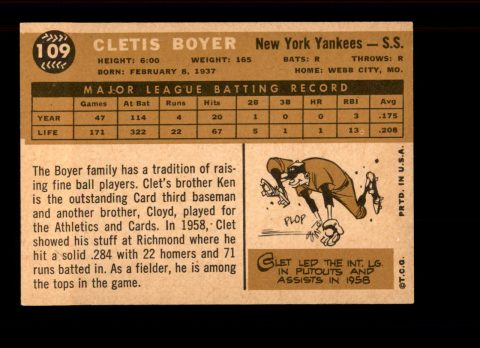 109
CLETIS BOYER New York Yankees — S.S.
HEIGHT: 6:00 WEIGHT: 165 BATS: R THROWS: R
BORN: FEBRUARY 8, 1937 HOME: WEBB CITY, MO.
MAJOR LEAGUE BATTING RECORD
Games At Bat Runs Hits 2B 3B HR RBI Avg
YEAR 47 114 4 20 1 0 0 3 .175
LIFE 171 322 22 67 5 1 1 13 .208
The Boyer family has a tradition of rais-
ing fine ball players. Clet's brother Ken
is the outstanding Card third baseman
and another brother, Cloyd, played for
the Athletics and Cards. In 1958, Clet
showed his stuff at Richmond where he
hit a solid .284 with 22 homers and 71
runs batted in. As a fielder, he is among
the tops in the game.
PLOP
CLET LED THE INT. LG.
IN PUTOUTS AND
ASSISTS IN 1958
©T.C.G. PRTD. IN U.S.A.